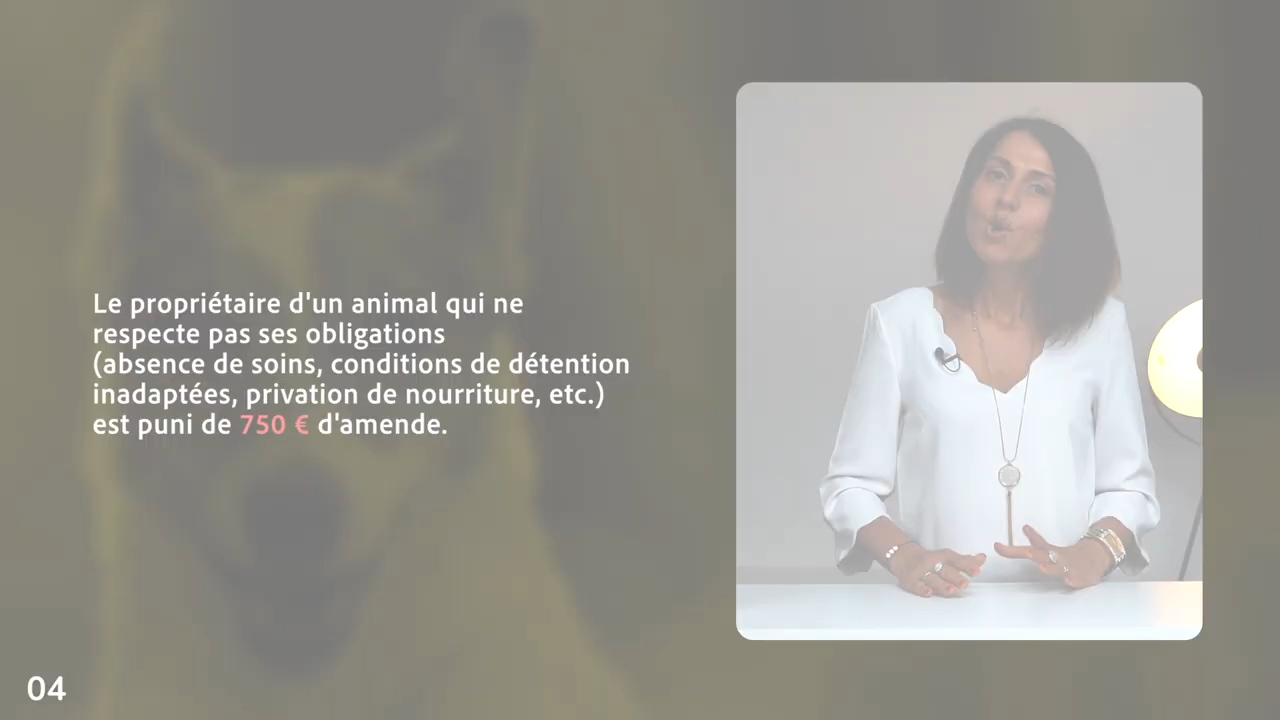 Le propriétaire d'un animal qui ne
respecte pas ses obligations
(absence de soins, conditions de détention
inadaptées, privation de nourriture, etc.)
est puni de 750 € d'amende.
04